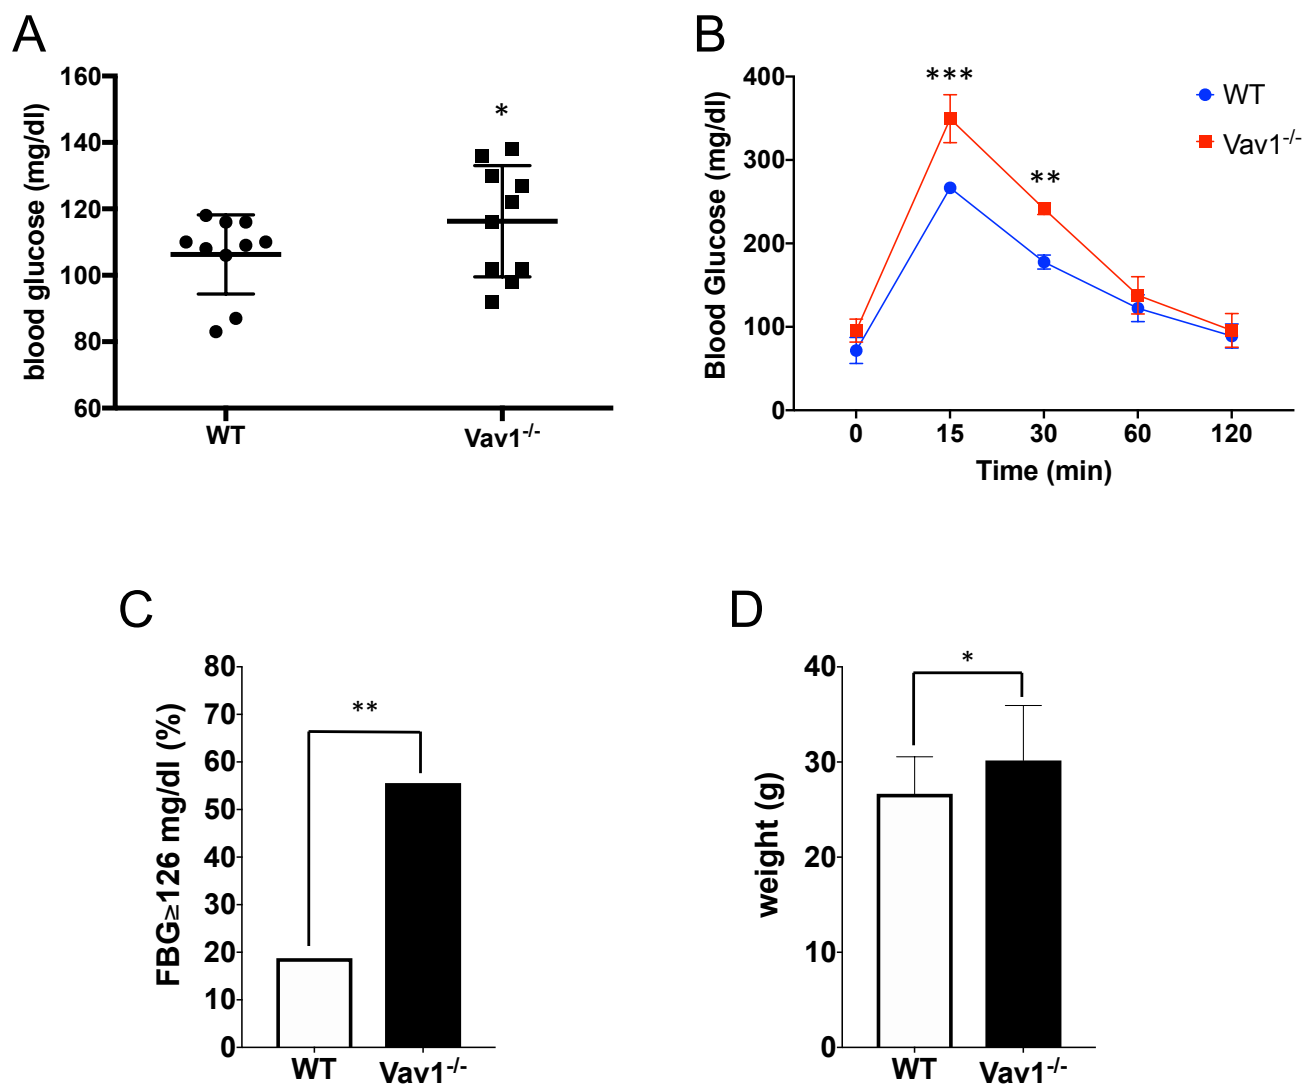 A
160
140
120
100
80
60
blood glucose (mg/dl)
*
WT
Vav1-/-
B
400
300
200
100
0
Blood Glucose (mg/dl)
***
**
WT
Vav1-/-
0 15 30 60 120
Time (min)
C
80
70
60
50
40
30
20
10
0
FBG≥126 mg/dl (%)
**
WT
Vav1-/-
D
40
30
20
10
0
weight (g)
*
WT
Vav1-/-